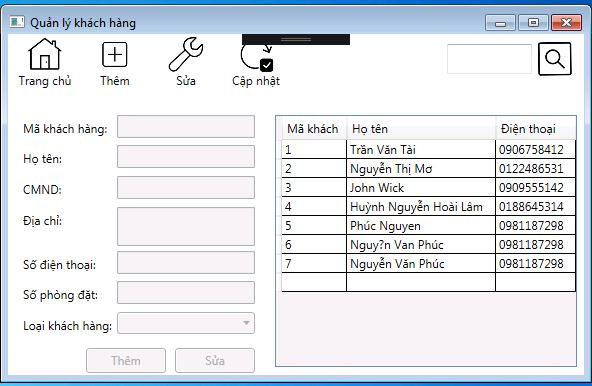 Quản lý khách hàng
Trang chủ Thêm Sửa Cập nhật
Mã khách hàng:
Họ tên:
CMND:
Địa chỉ:
Số điện thoại:
Số phòng đặt:
Loại khách hàng:
Thêm Sửa
Mã khách Họ tên Điện thoại
1 Trần Văn Tài 0906758412
2 Nguyễn Thị Mơ 0122486531
3 John Wick 0909555142
4 Huỳnh Nguyễn Hoài Lâm 0188645314
5 Phúc Nguyen 0981187298
6 Nguy?n Van Phúc 0981187298
7 Nguyễn Văn Phúc 0981187298